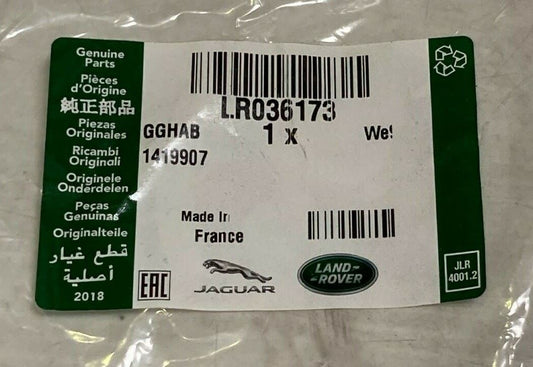 Genuine
Parts
Pièces
d'Origine
純正部品
Piezas
Originales
Ricambi
Originali
Originele
Onderdelen
Peças
Genuinas
Originalteile
قطع غيار
أصلية
2018
LR036173
GGHAB
1 x
1419907
Made In
France
EAC
JAGUAR
LAND-
-ROVER
JLR
4001.2